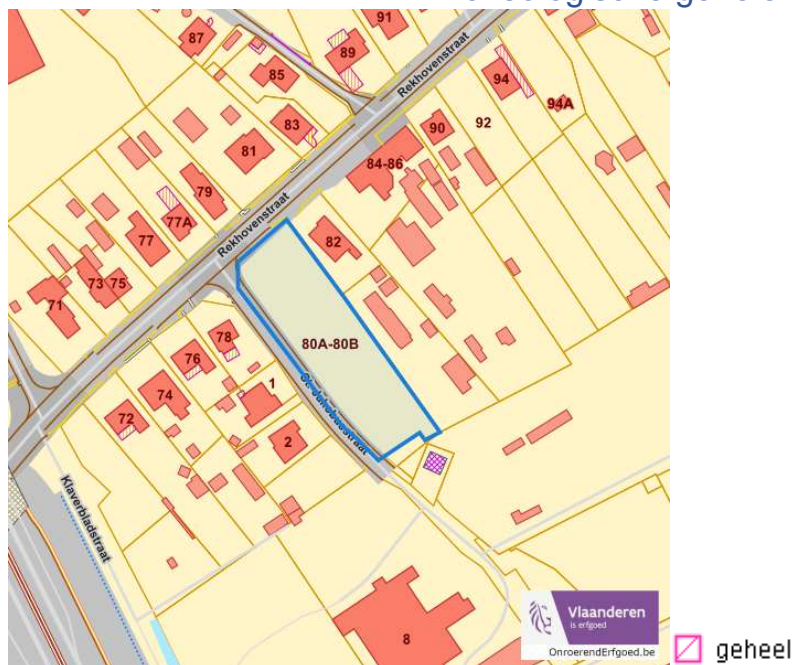 87
91
89
85
83
81
79
77A
77
73
75
71
Rekhovenstraat
94
94A
92
90
84-86
Rekhovenstraat
82
80A-80B
78
76
74
72
1
2
Klaverbladstraat
8
Vlaanderen
is erfgoed
OnroerendErfgoed.be
geheel